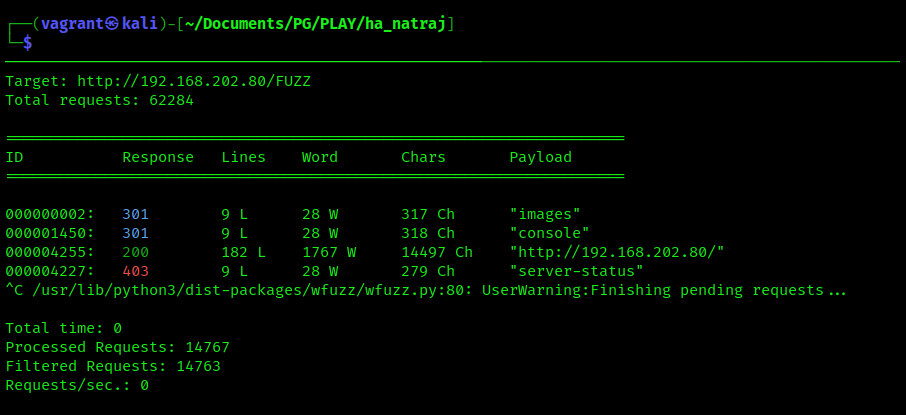 ┌──(vagrant㉿kali)-[~/Documents/PG/PLAY/ha_natraj]
└─$
Target: http://192.168.202.80/FUZZ
Total requests: 62284
=====================================================================
ID           Response   Lines    Word       Chars       Payload
=====================================================================
000000002:   301        9 L      28 W       317 Ch      "images"
000001450:   301        9 L      28 W       318 Ch      "console"
000004255:   200        182 L    1767 W     14497 Ch    "http://192.168.202.80/"
000004227:   403        9 L      28 W       279 Ch      "server-status"
^C /usr/lib/python3/dist-packages/wfuzz/wfuzz.py:80: UserWarning:Finishing pending requests...
Total time: 0
Processed Requests: 14767
Filtered Requests: 14763
Requests/sec.: 0